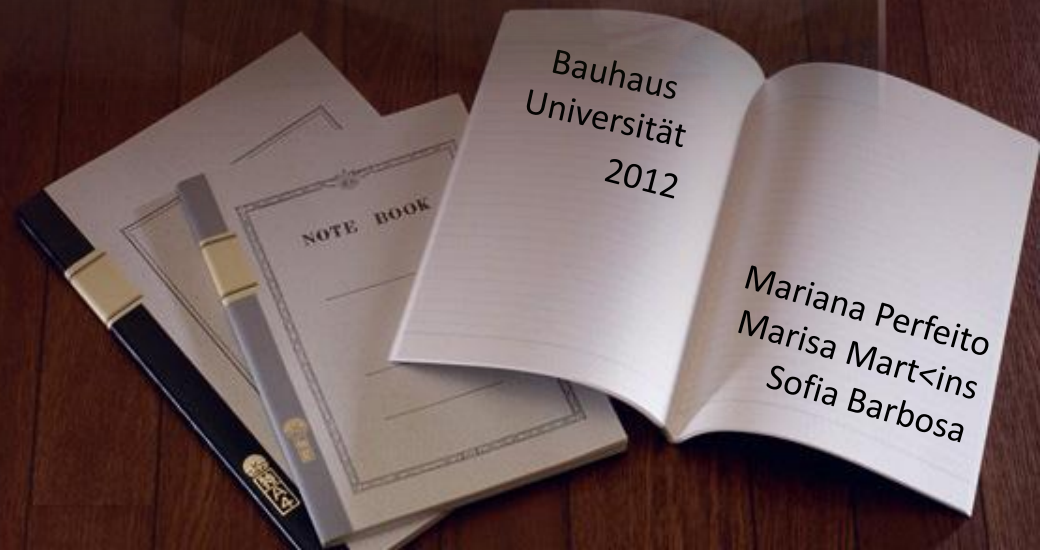 Bauhaus
Universität
2012
NOTE BOOK
Mariana Perfeito
Marisa Mart<ins
Sofia Barbosa